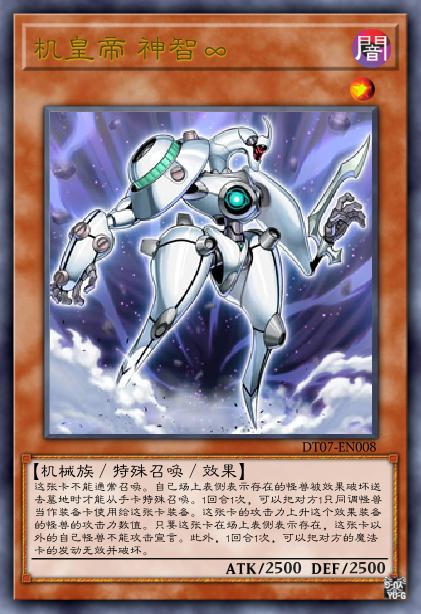 机皇帝 神智∞
闇
DT07-EN008
【机械族／特殊召唤／效果】
这张卡不能通常召唤。自己场上表侧表示存在的怪兽被效果破坏送
去墓地时才能从手卡特殊召唤。1回合1次，可以把对方1只同调怪兽
当作装备卡使用给这张卡装备。这张卡的攻击力上升这个效果装备
的怪兽的攻击力数值。只要这张卡在场上表侧表示存在，这张卡以
外的自己怪兽不能攻击宣言。此外，1回合1次，可以把对方的魔法
卡的发动无效并破坏。
ATK/2500 DEF/2500